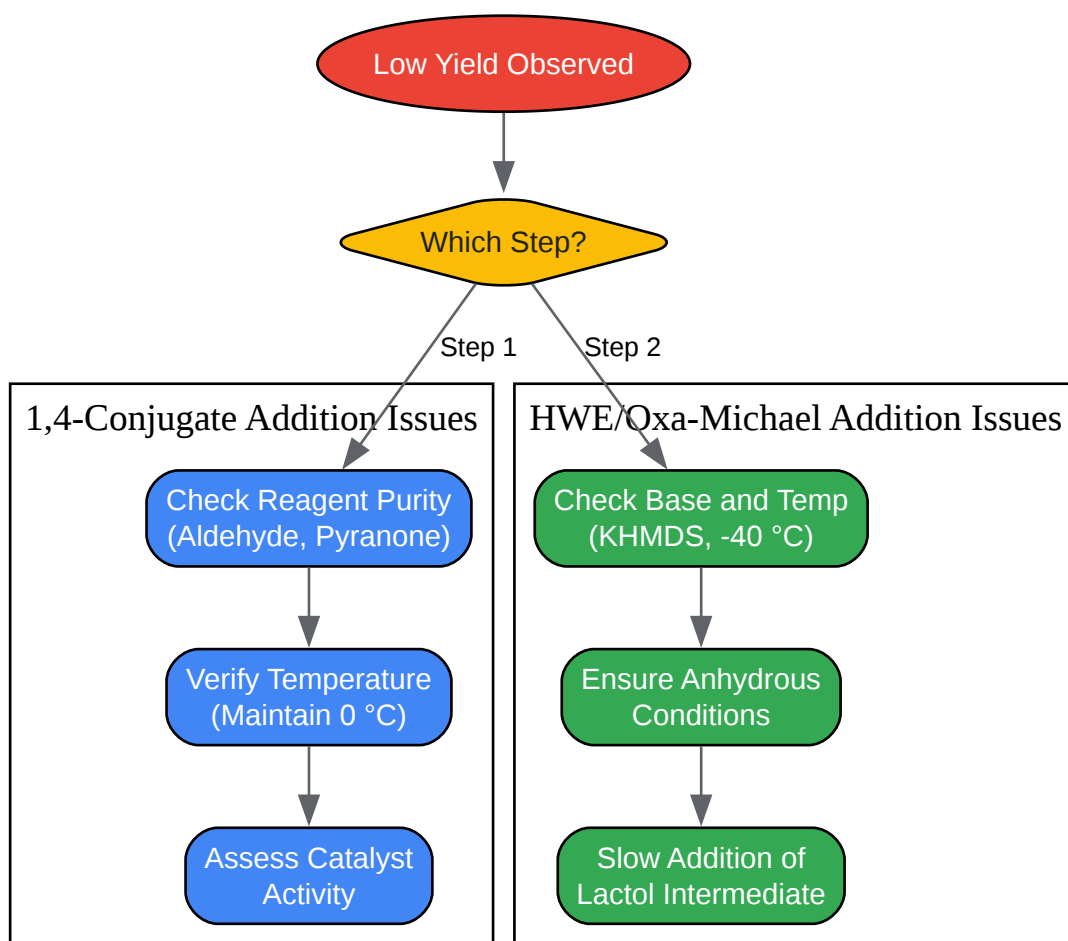 Low Yield Observed
Which Step?
Step 1
Step 2
1,4-Conjugate Addition Issues
Check Reagent Purity
(Aldehyde, Pyranone)
Verify Temperature
(Maintain 0 °C)
Assess Catalyst
Activity
HWE/Oxa-Michael Addition Issues
Check Base and Temp
(KHMDS, -40 °C)
Ensure Anhydrous
Conditions
Slow Addition of
Lactol Intermediate